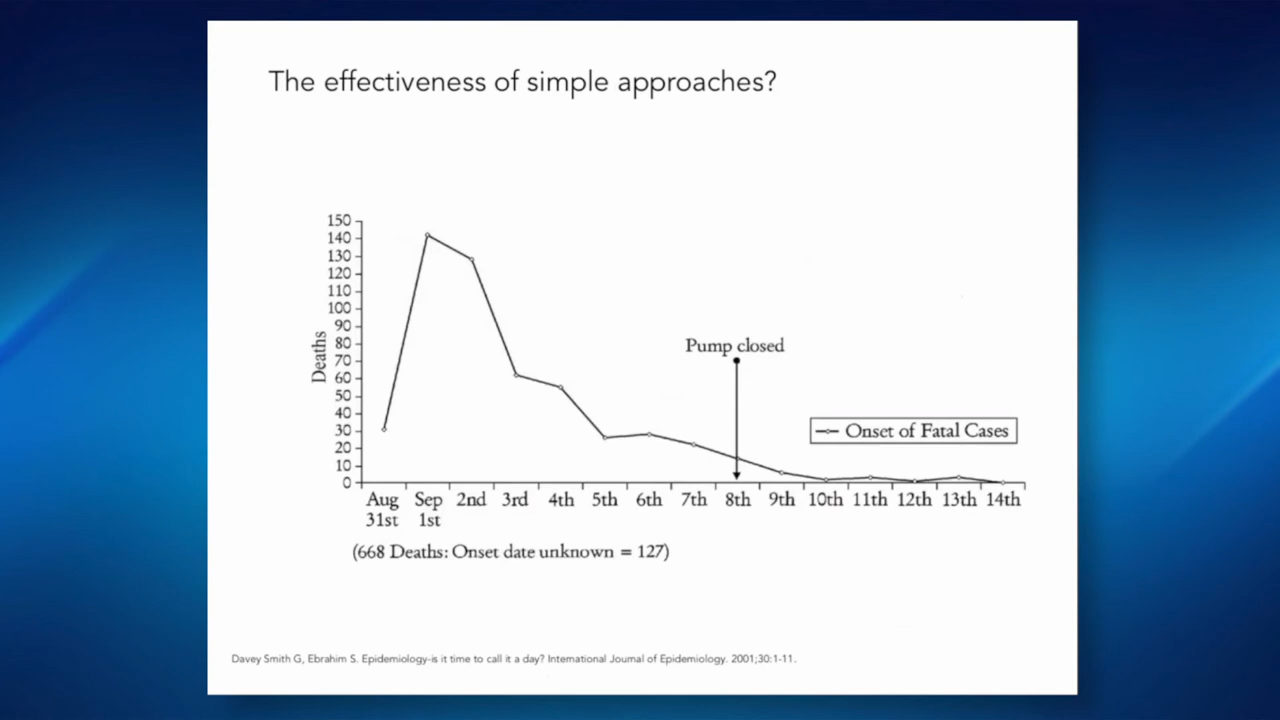 The effectiveness of simple approaches?
150
140
130
120
110
100
90
80
70
60
50
40
30
20
10
0
Deaths
Pump closed
Onset of Fatal Cases
Aug 31st
Sep 1st
2nd
3rd
4th
5th
6th
7th
8th
9th
10th
11th
12th
13th
14th
(668 Deaths: Onset date unknown = 127)
Davey Smith G, Ebrahim S. Epidemiology-is it time to call it a day? International Journal of Epidemiology. 2001;30:1-11.